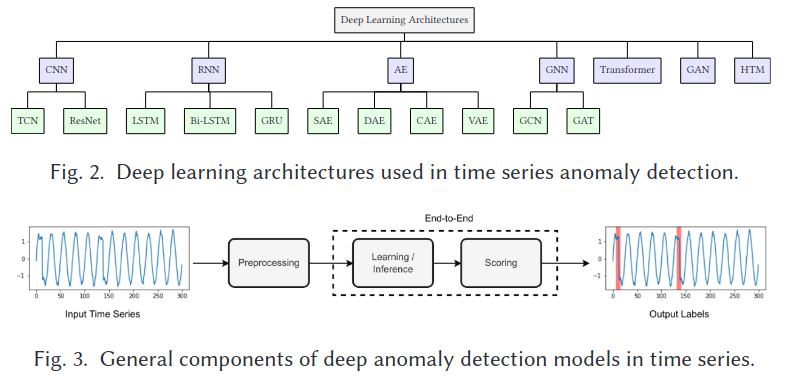 Deep Learning Architectures
CNN RNN AE GNN Transformer GAN HTM
TCN ResNet LSTM Bi-LSTM GRU SAE DAE CAE VAE GCN GAT
Fig. 2. Deep learning architectures used in time series anomaly detection.
End-to-End
1
0
−1
0 50 100 150 200 250 300
Input Time Series
Preprocessing
Learning /
Inference
Scoring
1
0
−1
0 50 100 150 200 250 300
Output Labels
Fig. 3. General components of deep anomaly detection models in time series.